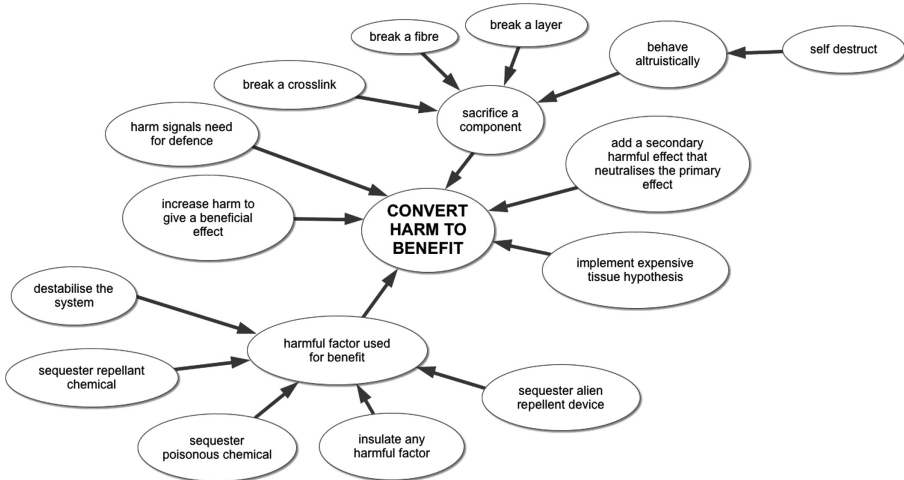 break a layer
break a fibre
behave
altruistically
self destruct
break a crosslink
sacrifice a
component
harm signals need
for defence
add a secondary
harmful effect that
neutralises the primary
effect
increase harm to
give a beneficial
effect
CONVERT
HARM TO
BENEFIT
implement expensive
tissue hypothesis
destabilise the
system
harmful factor used
for benefit
sequester repellant
chemical
sequester alien
repellent device
sequester
poisonous chemical
insulate any
harmful factor